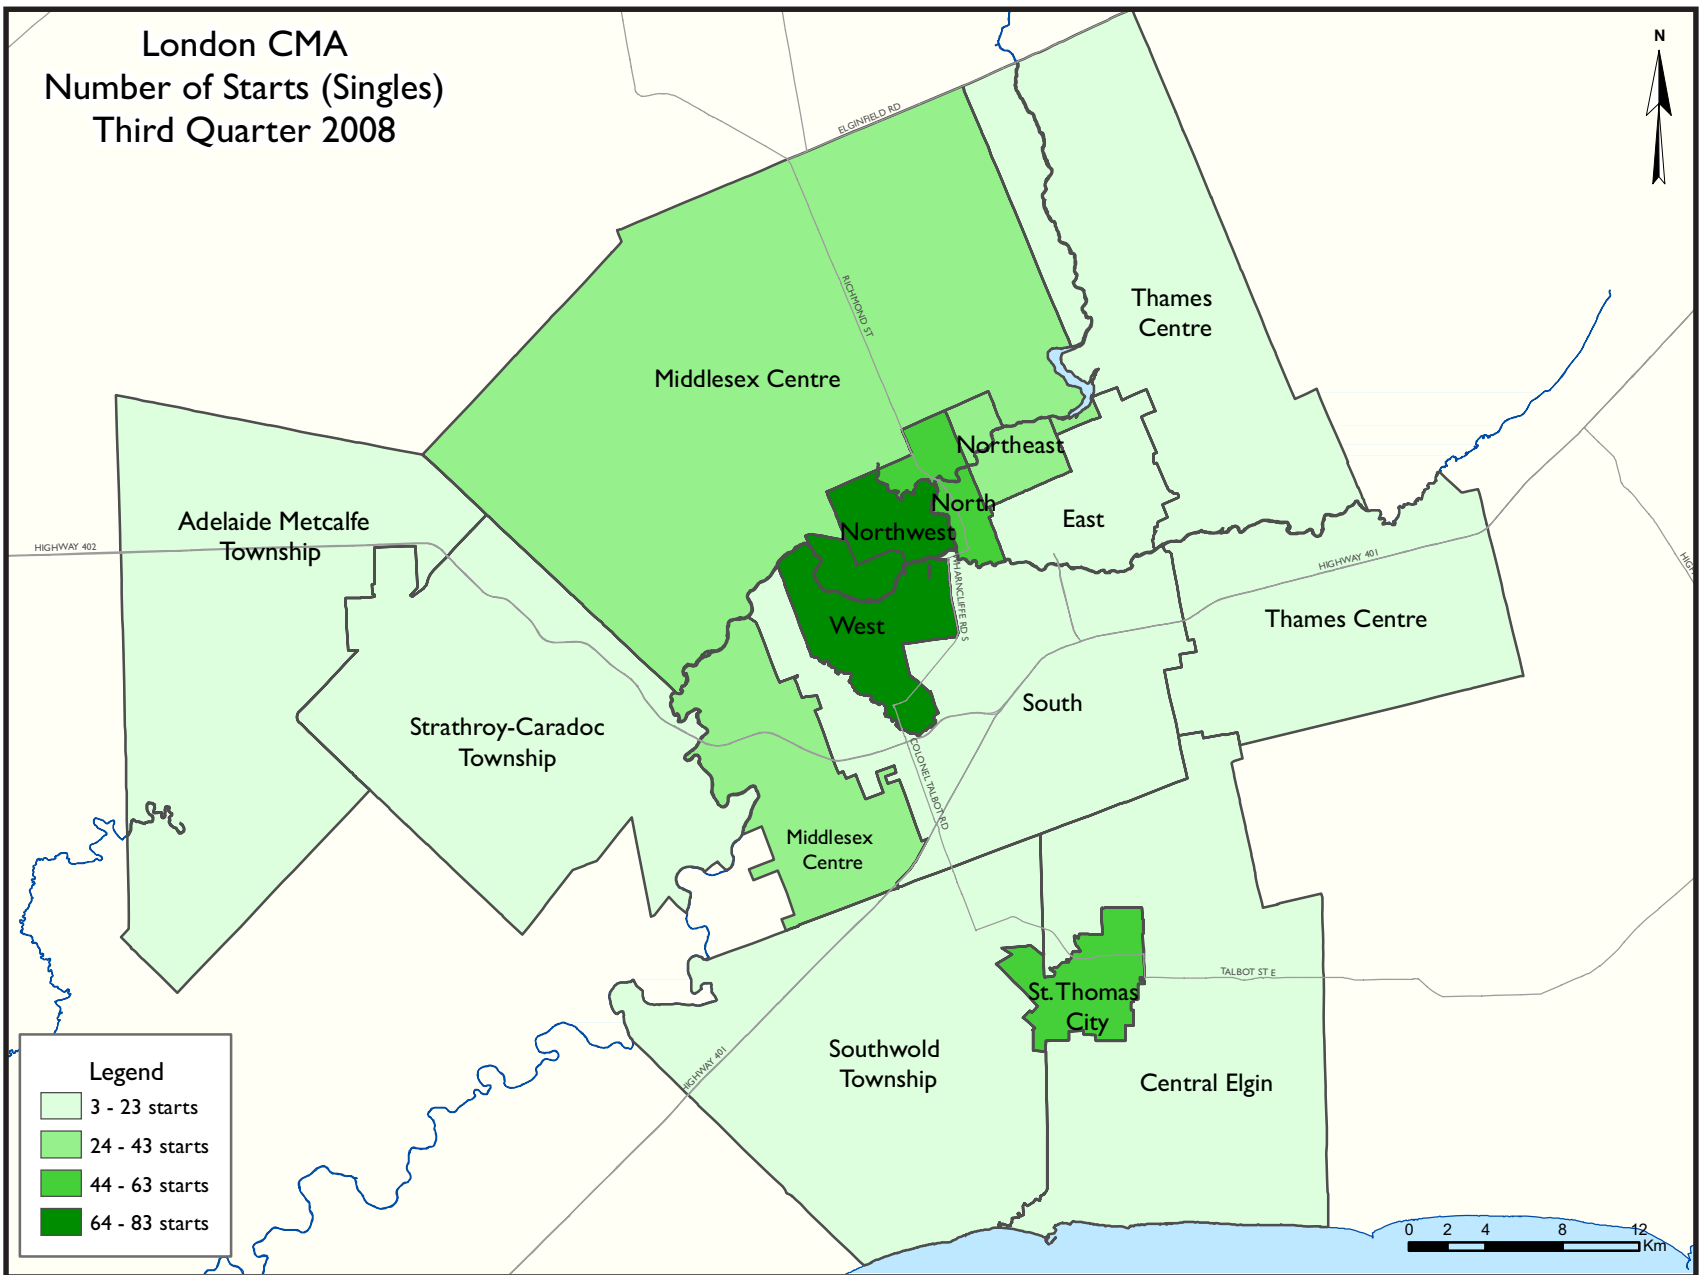 London CMA
Number of Starts (Singles)
Third Quarter 2008
N
ELGINFIELD RD
RICHMOND ST
Thames
Centre
Middlesex Centre
Northeast
North
Northwest
East
Adelaide Metcalfe
Township
HIGHWAY 402
HIGHWAY 401
WHARNCLIFFE RD S
West
Thames Centre
South
Strathroy-Caradoc
Township
COLONEL TALBOT RD
Middlesex
Centre
TALBOT ST E
St. Thomas
City
Southwold
Township
HIGHWAY 401
Central Elgin
Legend
3 - 23 starts
24 - 43 starts
44 - 63 starts
64 - 83 starts
0 2 4 8 12
Km